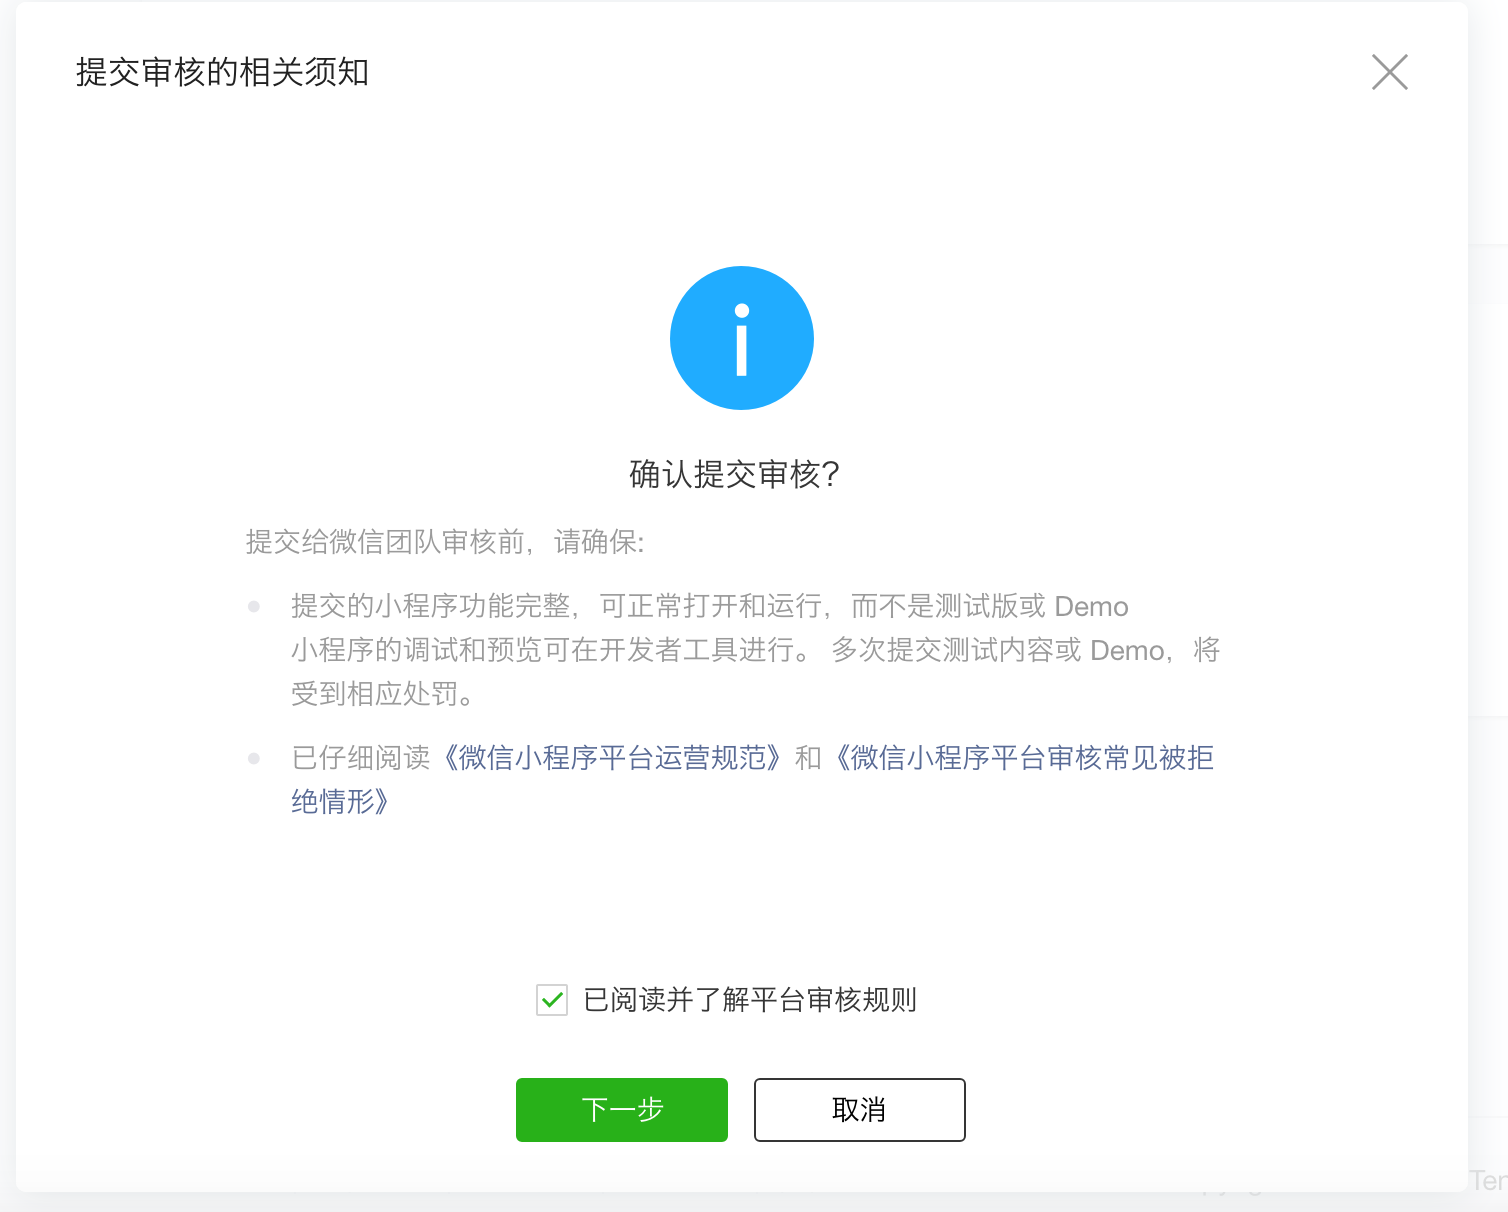 提交审核的相关须知
确认提交审核?
提交给微信团队审核前,请确保:
提交的小程序功能完整,可正常打开和运行,而不是测试版或 Demo
小程序的调试和预览可在开发者工具进行。 多次提交测试内容或 Demo,将
受到相应处罚。
已仔细阅读《微信小程序平台运营规范》和《微信小程序平台审核常见被拒
绝情形》
已阅读并了解平台审核规则
下一步 取消
Ten